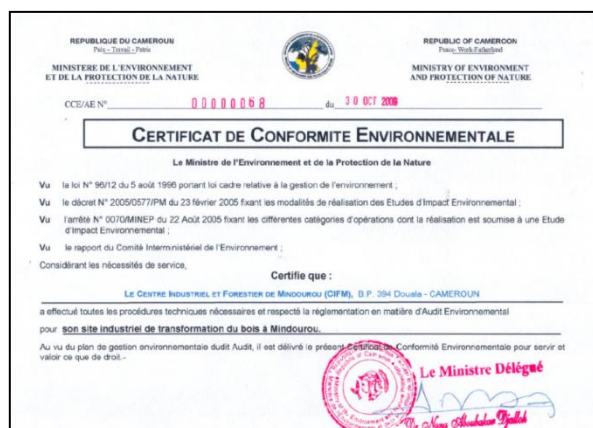 REPUBLIQUE DU CAMEROUN
Paix - Travail - Patrie
REPUBLIC OF CAMEROON
Peace- Work-Fatherland
MINISTERE DE L'ENVIRONNEMENT
ET DE LA PROTECTION DE LA NATURE
MINISTRY OF ENVIRONMENT
AND PROTECTION OF NATURE
CCE/AE N° 00000068 du 30 OCT 2009
CERTIFICAT DE CONFORMITE ENVIRONNEMENTALE
Le Ministre de l'Environnement et de la Protection de la Nature
Vu la loi N° 96/12 du 5 août 1996 portant loi cadre relative à la gestion de l'environnement ;
Vu le décret N° 2005/0577/PM du 23 février 2005 fixant les modalités de réalisation des Etudes d'Impact Environnemental ;
Vu l'arrêté N° 0070/MINEP du 22 Août 2005 fixant les différentes catégories d'opérations dont la réalisation est soumise à une Etude
d'Impact Environnemental ;
Vu le rapport du Comité Interministériel de l'Environnement ;
Considérant les nécessités de service,
Certifie que :
LE CENTRE INDUSTRIEL ET FORESTIER DE MINDOUROU (CIFM), B.P. 394 Douala - CAMEROUN
a effectué toutes les procédures techniques nécessaires et respecté la réglementation en matière d'Audit Environnemental
pour son site industriel de transformation du bois à Mindourou.
Au vu du plan de gestion environnementale dudit Audit, il est délivré le présent Certificat de Conformité Environnementale pour servir et
valoir ce que de droit.-
Le Ministre Délégué
Dr Nana Aboubakar Djalloh